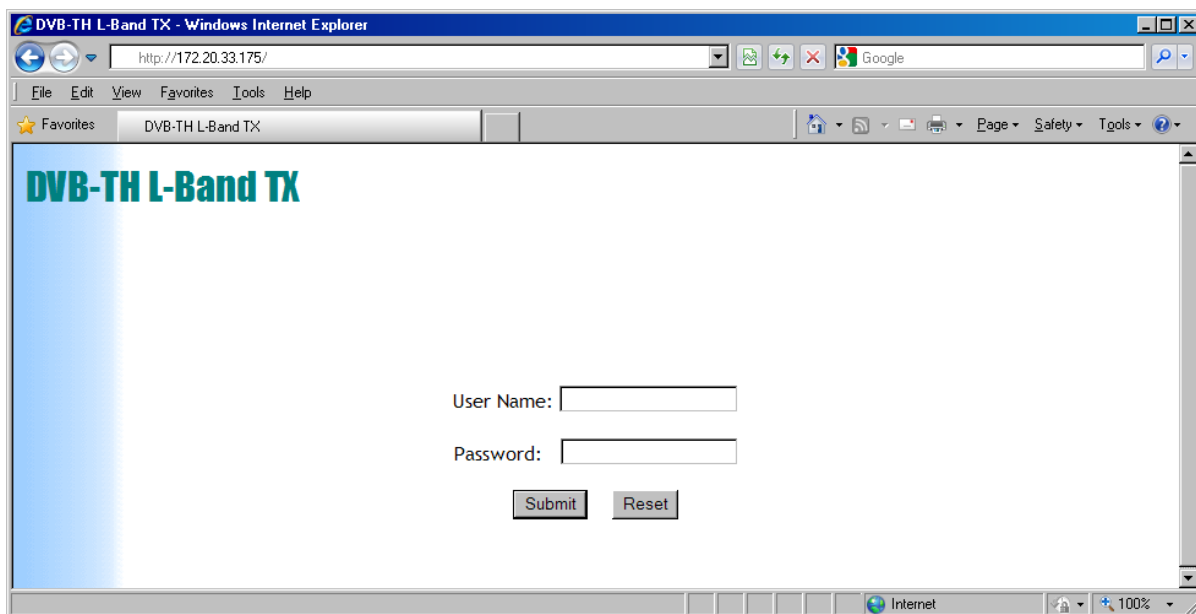 DVB-TH L-Band TX - Windows Internet Explorer
http://172.20.33.175/
Google
File Edit View Favorites Tools Help
Favorites DVB-TH L-Band TX Page Safety Tools
DVB-TH L-Band TX
User Name:
Password:
Submit Reset
Internet 100%